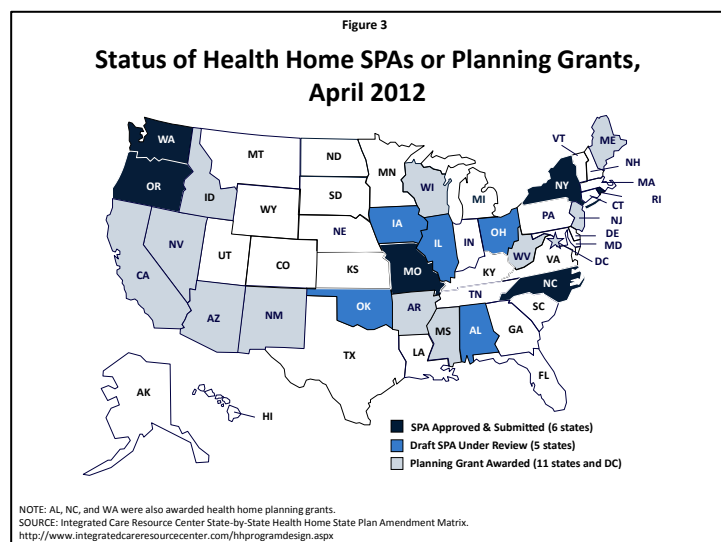 Figure 3
Status of Health Home SPAs or Planning Grants,
April 2012
WA
OR
MT
ID
WY
NV
CA
UT
AZ
CO
NM
ND
SD
NE
KS
OK
TX
MN
IA
MO
AR
LA
WI
IL
MS
MI
IN
KY
TN
AL
OH
WV
VA
NC
SC
GA
FL
PA
NY
VT
ME
NH
MA
RI
CT
NJ
DE
MD
DC
AK
HI
SPA Approved & Submitted (6 states)
Draft SPA Under Review (5 states)
Planning Grant Awarded (11 states and DC)
NOTE: AL, NC, and WA were also awarded health home planning grants.
SOURCE: Integrated Care Resource Center State-by-State Health Home State Plan Amendment Matrix.
http://www.integratedcareresourcecenter.com/hhprogramdesign.aspx